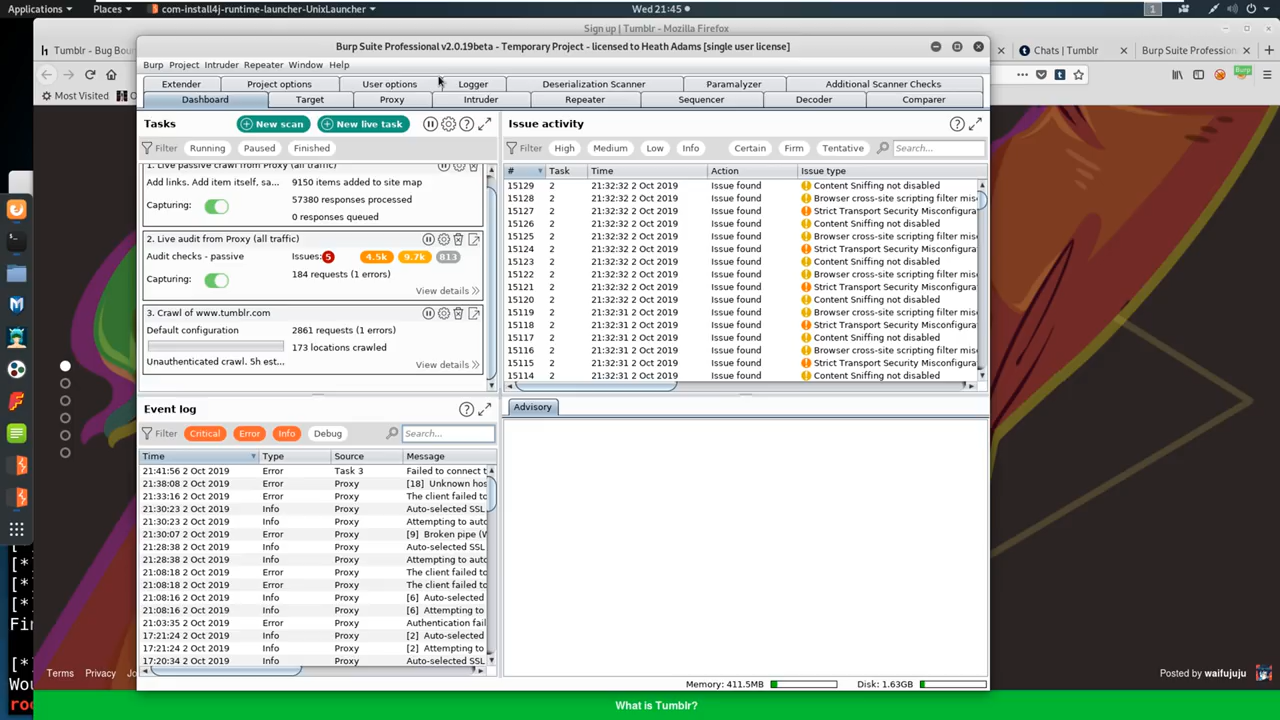 Applications Places com-install4j-runtime-launcher-UnixLauncher Wed 21:45 1
Sign up | Tumblr - Mozilla Firefox
Tumblr - Bug Bou
Chats | Tumblr
Burp Suite Profession
Burp
Most Visited
Burp Suite Professional v2.0.19beta - Temporary Project - licensed to Heath Adams [single user license]
Burp Project Intruder Repeater Window Help
Extender Project options User options Logger Deserialization Scanner Paramalyzer Additional Scanner Checks
Dashboard Target Proxy Intruder Repeater Sequencer Decoder Comparer
Tasks
New scan
New live task
Filter Running Paused Finished
1. Live passive crawl from Proxy (all traffic)
Add links. Add item itself, sa... 9150 items added to site map
57380 responses processed
Capturing: 0 responses queued
2. Live audit from Proxy (all traffic)
Audit checks - passive Issues: 5 4.5k 9.7k 813
184 requests (1 errors)
Capturing:
View details
3. Crawl of www.tumblr.com
Default configuration 2861 requests (1 errors)
173 locations crawled
Unauthenticated crawl. 5h est...
View details
Issue activity
Filter High Medium Low Info Certain Firm Tentative Search...
# Task Time Action Issue type
15129 2 21:32:32 2 Oct 2019 Issue found Content Sniffing not disabled
15128 2 21:32:32 2 Oct 2019 Issue found Browser cross-site scripting filter mis
15127 2 21:32:32 2 Oct 2019 Issue found Strict Transport Security Misconfigura
15126 2 21:32:32 2 Oct 2019 Issue found Content Sniffing not disabled
15125 2 21:32:32 2 Oct 2019 Issue found Browser cross-site scripting filter mis
15124 2 21:32:32 2 Oct 2019 Issue found Strict Transport Security Misconfigura
15123 2 21:32:32 2 Oct 2019 Issue found Content Sniffing not disabled
15122 2 21:32:32 2 Oct 2019 Issue found Browser cross-site scripting filter mis
15121 2 21:32:32 2 Oct 2019 Issue found Strict Transport Security Misconfigura
15120 2 21:32:32 2 Oct 2019 Issue found Content Sniffing not disabled
15119 2 21:32:32 2 Oct 2019 Issue found Browser cross-site scripting filter mis
15118 2 21:32:31 2 Oct 2019 Issue found Strict Transport Security Misconfigura
15117 2 21:32:31 2 Oct 2019 Issue found Content Sniffing not disabled
15116 2 21:32:31 2 Oct 2019 Issue found Browser cross-site scripting filter mis
15115 2 21:32:31 2 Oct 2019 Issue found Strict Transport Security Misconfigura
15114 2 21:32:31 2 Oct 2019 Issue found Content Sniffing not disabled
Event log
Filter Critical Error Info Debug Search...
Time Type Source Message
21:41:56 2 Oct 2019 Error Task 3 Failed to connect t
21:38:08 2 Oct 2019 Error Proxy [18] Unknown hos
21:33:16 2 Oct 2019 Error Proxy The client failed to
21:30:23 2 Oct 2019 Info Proxy Auto-selected SSL
21:30:23 2 Oct 2019 Info Proxy Attempting to auto
21:30:07 2 Oct 2019 Error Proxy [9] Broken pipe (W
21:28:38 2 Oct 2019 Info Proxy Auto-selected SSL
21:28:38 2 Oct 2019 Info Proxy Attempting to auto
21:08:18 2 Oct 2019 Error Proxy The client failed to
21:08:18 2 Oct 2019 Error Proxy The client failed to
21:08:16 2 Oct 2019 Info Proxy [6] Auto-selected
21:08:16 2 Oct 2019 Info Proxy [6] Attempting to
21:03:35 2 Oct 2019 Error Proxy Authentication fail
17:21:24 2 Oct 2019 Info Proxy [2] Auto-selected
17:21:24 2 Oct 2019 Info Proxy [2] Attempting to
17:20:34 2 Oct 2019 Info Proxy Auto-selected SSL
Advisory
Memory: 411.5MB Disk: 1.63GB
[*
[*
[*
Fir
[*]
Wou
roo
Terms Privacy Jo
Posted by waifujuju
What is Tumblr?